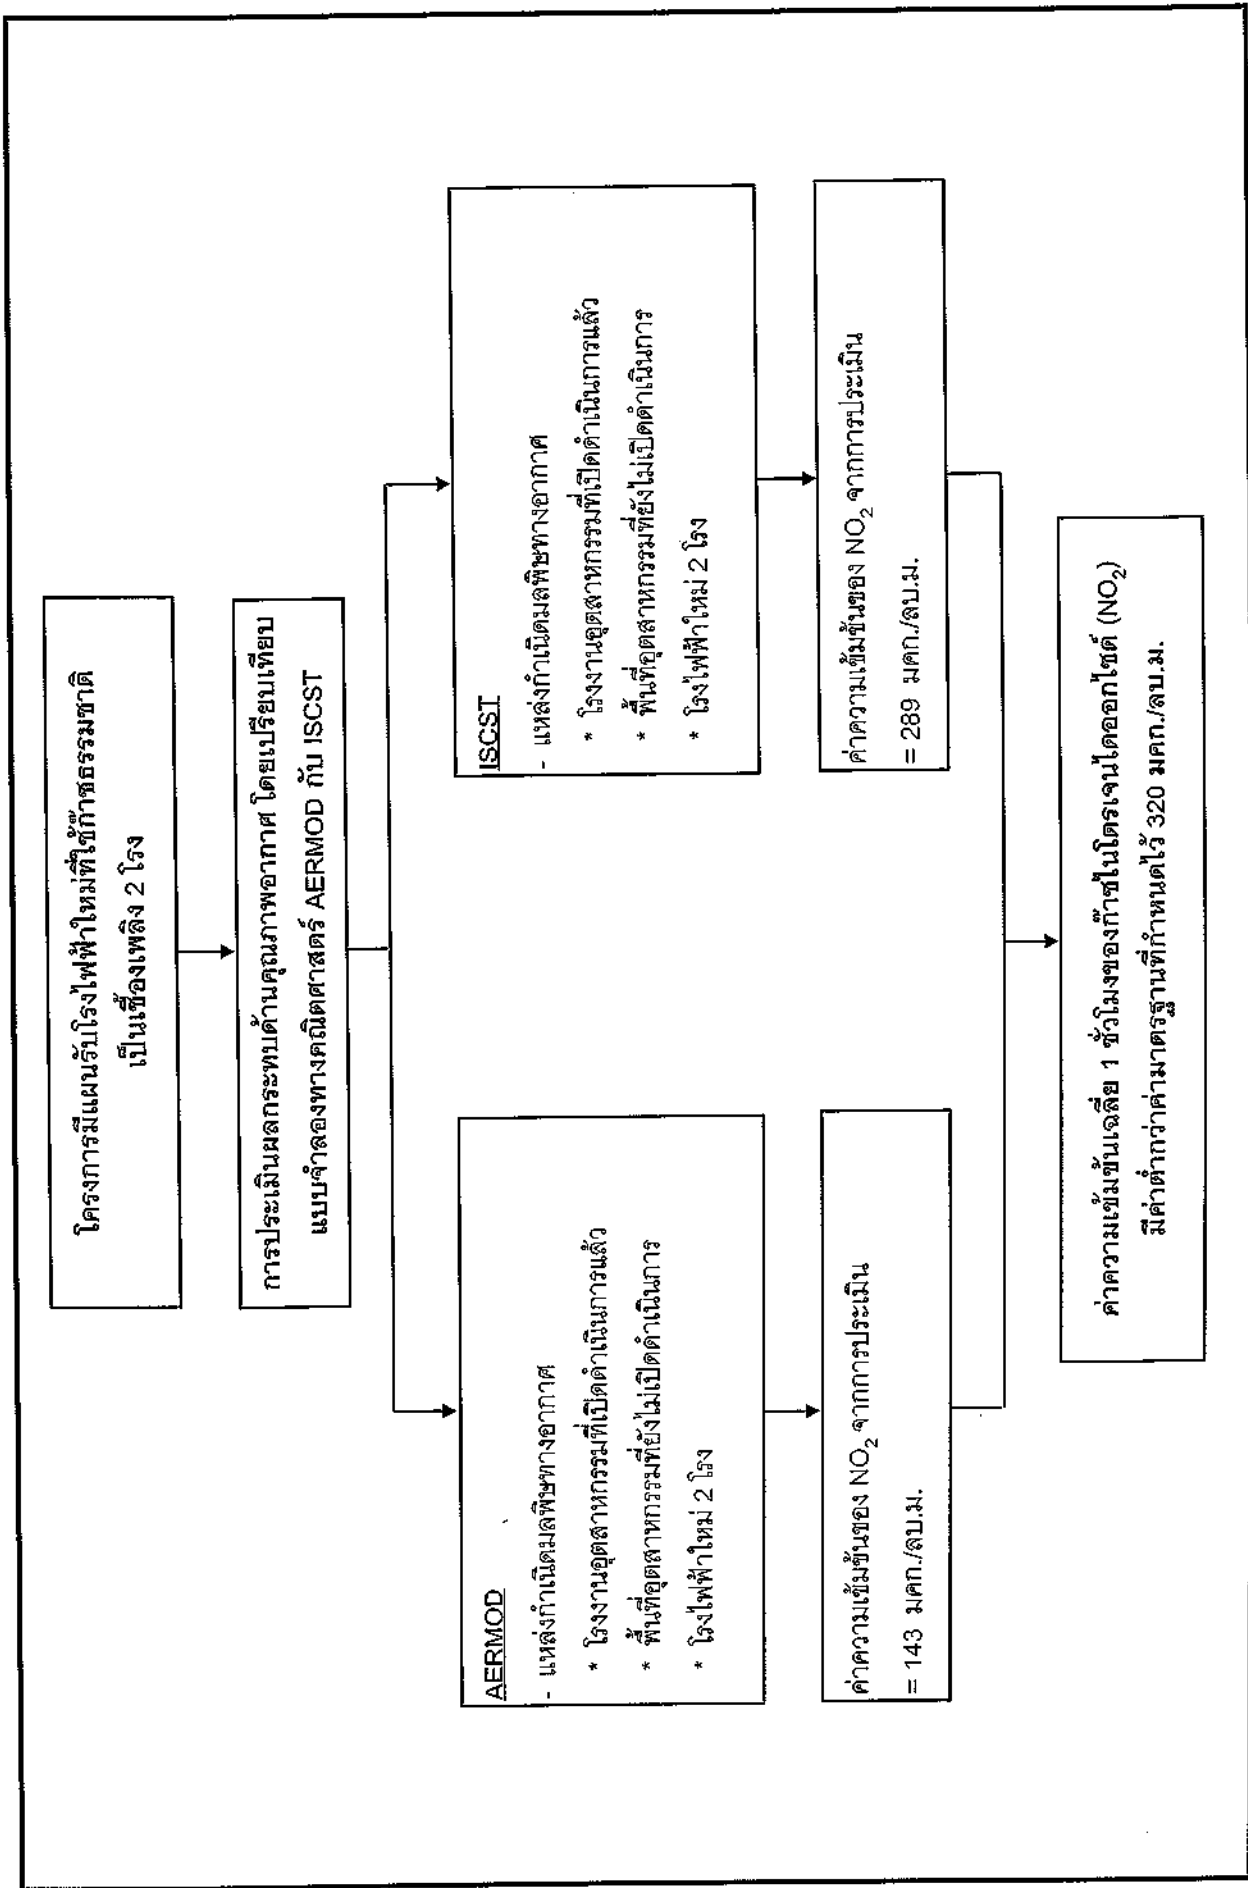 โครงการมีแผนรับโรงไฟฟ้าใหม่ที่ใช้ก๊าซธรรมชาติ
เป็นเชื้อเพลิง 2 โรง
การประเมินผลกระทบด้านคุณภาพอากาศ โดยเปรียบเทียบ
แบบจำลองทางคณิตศาสตร์ AERMOD กับ ISCST
AERMOD
- แหล่งกำเนิดมลพิษทางอากาศ
* โรงงานอุตสาหกรรมที่เปิดดำเนินการแล้ว
* พื้นที่อุตสาหกรรมที่ยังไม่เปิดดำเนินการ
* โรงไฟฟ้าใหม่ 2 โรง
ค่าความเข้มข้นของ NO₂ จากการประเมิน
= 143 มคก./ลบ.ม.
ISCST
- แหล่งกำเนิดมลพิษทางอากาศ
* โรงงานอุตสาหกรรมที่เปิดดำเนินการแล้ว
* พื้นที่อุตสาหกรรมที่ยังไม่เปิดดำเนินการ
* โรงไฟฟ้าใหม่ 2 โรง
ค่าความเข้มข้นของ NO₂ จากการประเมิน
= 289 มคก./ลบ.ม.
ค่าความเข้มข้นเฉลี่ย 1 ชั่วโมงของก๊าซไนโตรเจนไดออกไซด์ (NO₂)
มีค่าต่ำกว่าค่ามาตรฐานที่กำหนดไว้ 320 มคก./ลบ.ม.